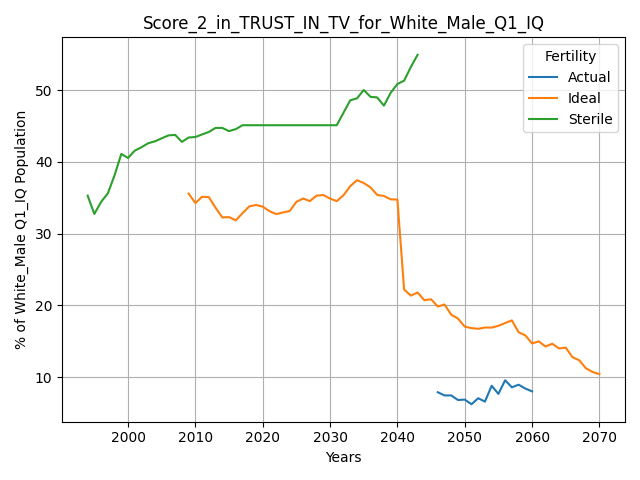 Score_2_in_TRUST_IN_TV_for_White_Male_Q1_IQ
Fertility
Actual
Ideal
Sterile
% of White_Male Q1_IQ Population
50
40
30
20
10
2000 2010 2020 2030 2040 2050 2060 2070
Years